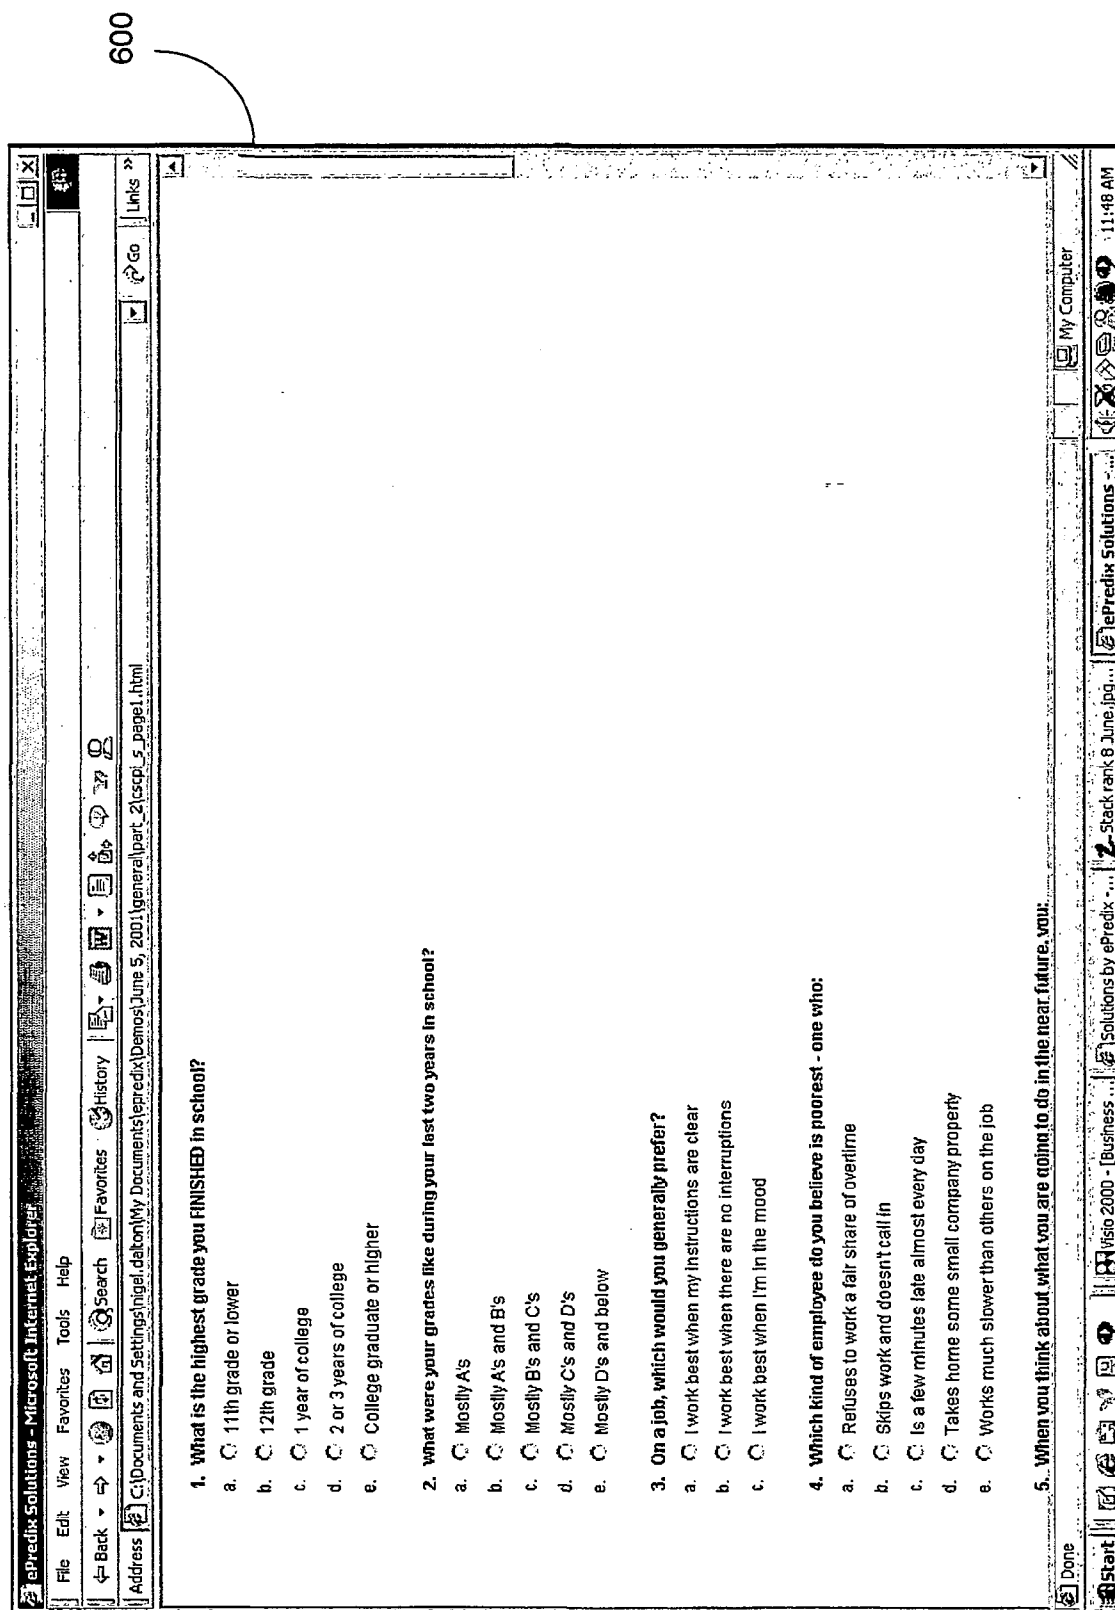 600
ePredix Solutions - Microsoft Internet Explorer
File Edit View Favorites Tools Help
Back Search Favorites History
Address C:\Documents and Settings\nigel.dalton\My Documents\epredix\Demos\June 5, 2001\general\part_2\cscpi_s_page1.html Go Links »
1. What is the highest grade you FINISHED in school?
a. 11th grade or lower
b. 12th grade
c. 1 year of college
d. 2 or 3 years of college
e. College graduate or higher
2. What were your grades like during your last two years in school?
a. Mostly A's
b. Mostly A's and B's
c. Mostly B's and C's
d. Mostly C's and D's
e. Mostly D's and below
3. On a job, which would you generally prefer?
a. I work best when my instructions are clear
b. I work best when there are no interruptions
c. I work best when I'm in the mood
4. Which kind of employee do you believe is poorest - one who:
a. Refuses to work a fair share of overtime
b. Skips work and doesn't call in
c. Is a few minutes late almost every day
d. Takes home some small company property
e. Works much slower than others on the job
5. When you think about what you are going to do in the near future, you:
Done My Computer
Start Visio 2000 - [Business ... Solutions by ePredix - ... Stack rank 8 June.jpg... ePredix Solutions - ... 11:48 AM